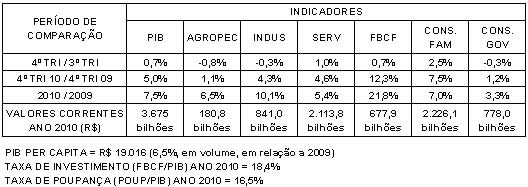 PERÍODO DE COMPARAÇÃO INDICADORES
PIB AGROPEC INDUS SERV FBCF CONS. FAM CONS. GOV
4º TRI / 3º TRI 0,7% -0,8% -0,3% 1,0% 0,7% 2,5% -0,3%
4º TRI 10 / 4º TRI 09 5,0% 1,1% 4,3% 4,6% 12,3% 7,5% 1,2%
2010 / 2009 7,5% 6,5% 10,1% 5,4% 21,8% 7,0% 3,3%
VALORES CORRENTES 3.675 180,8 841,0 2.113,8 677,9 2.226,1 778,0
ANO 2010 (R$) bilhões bilhões bilhões bilhões bilhões bilhões bilhões
PIB PER CAPITA = R$ 19.016 (6,5%, em volume, em relação a 2009)
TAXA DE INVESTIMENTO (FBCF/PIB) ANO 2010 = 18,4%
TAXA DE POUPANÇA (POUP/PIB) ANO 2010 = 16,5%